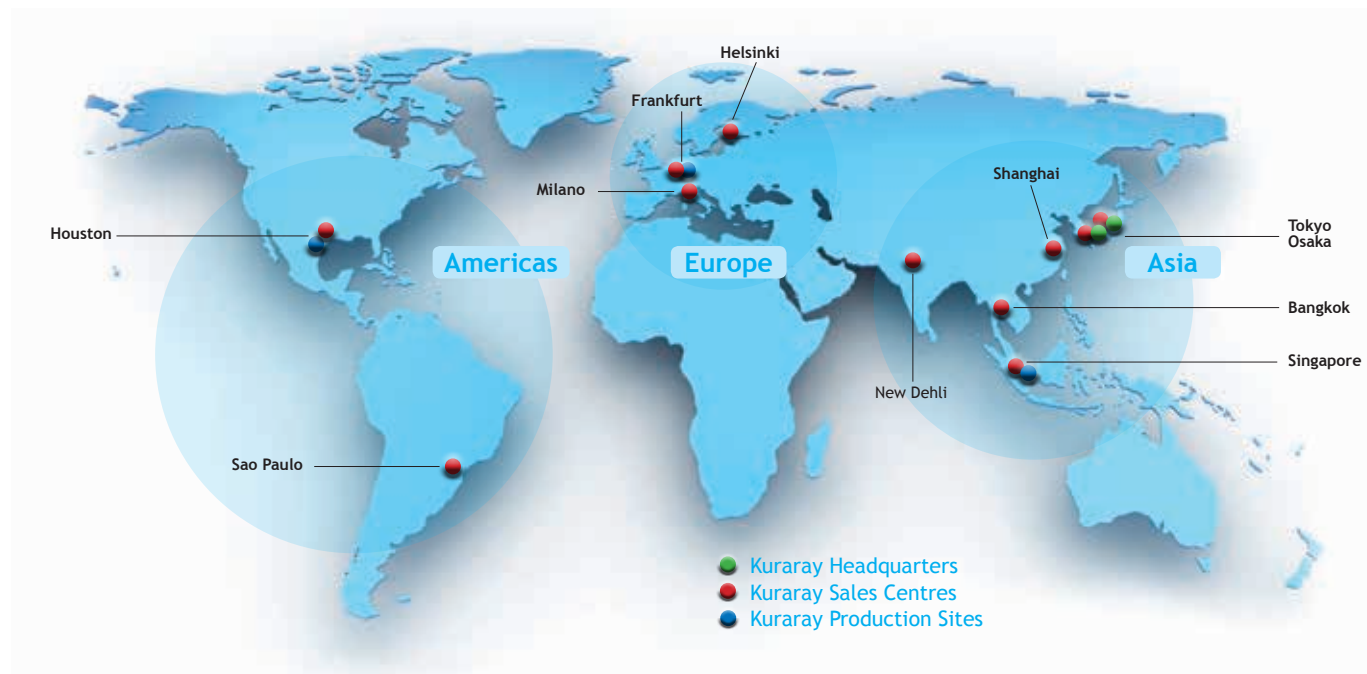 Helsinki
Frankfurt
Shanghai
Milano
Tokyo
Osaka
Houston
Americas
Europe
Asia
Bangkok
Singapore
New Dehli
Sao Paulo
Kuraray Headquarters
Kuraray Sales Centres
Kuraray Production Sites